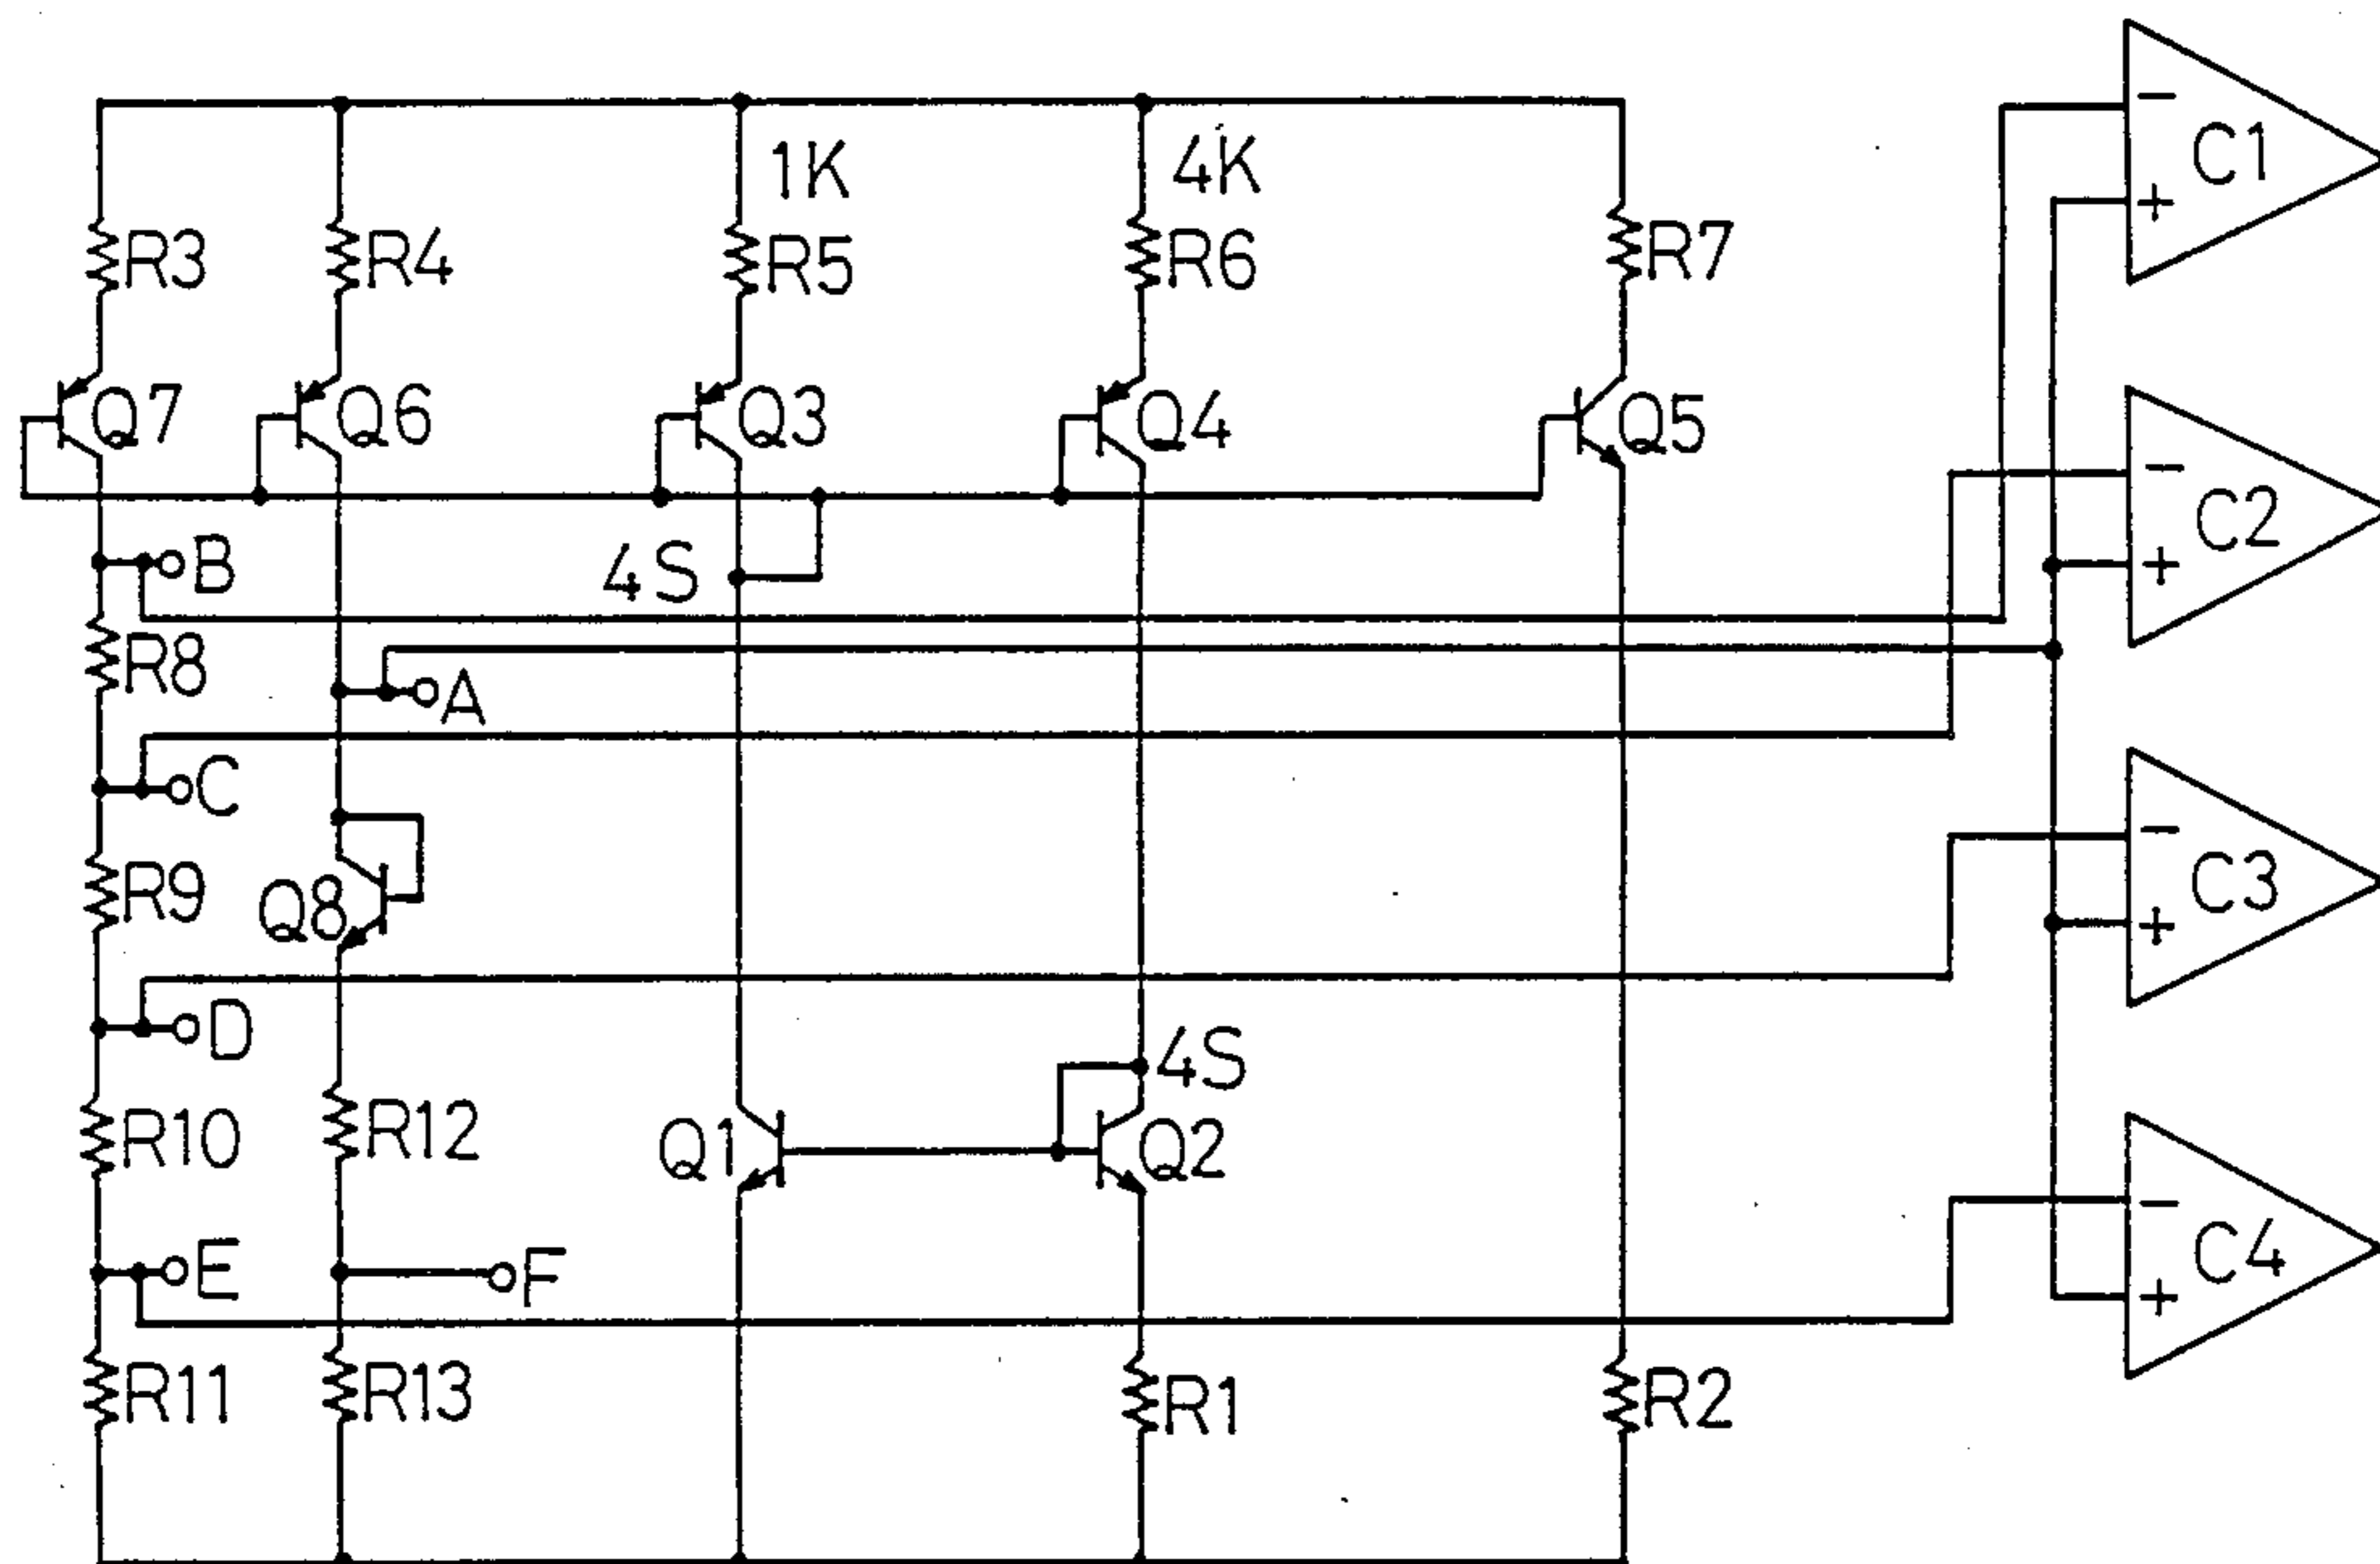 C1
-
+
1K
4K
R3
R4
R5
R6
R7
Q7
Q6
Q3
Q4
Q5
C2
-
+
B
4S
R8
A
C
R9
Q8
C3
-
+
D
4S
R10
R12
Q1
Q2
C4
-
+
E
F
R11
R13
R1
R2